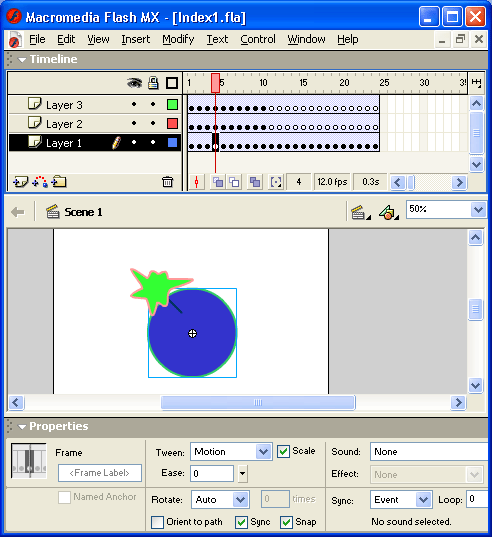 Macromedia Flash MX - [Index1.fla]
File Edit View Insert Modify Text Control Window Help
Timeline
1 5 10 15 20 25 30 35
Layer 3
Layer 2
Layer 1
4 12.0 fps 0.3s
Scene 1 50%
Properties
Frame Tween: Motion Scale Sound: None
<Frame Label> Ease: 0 Effect: None
Named Anchor Rotate: Auto 0 times Sync: Event Loop: 0
Orient to path Sync Snap No sound selected.